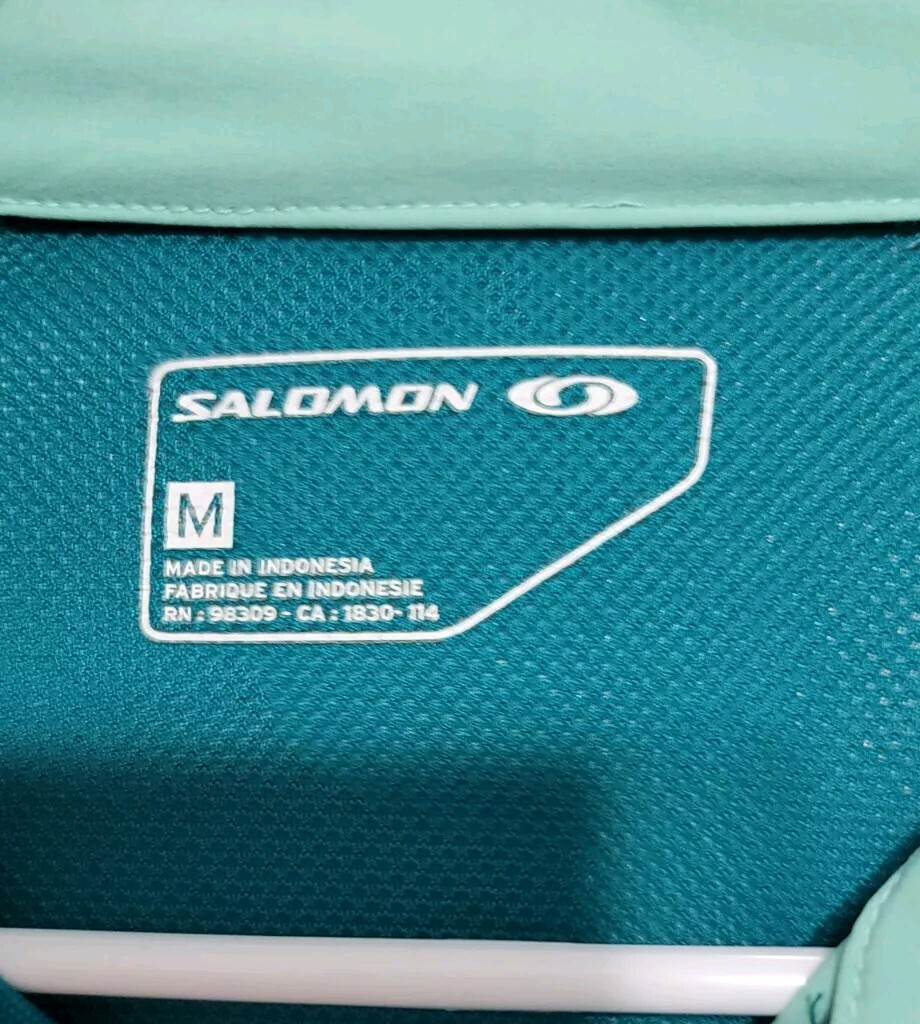 SALOMON
M
MADE IN INDONESIA
FABRIQUE EN INDONESIE
RN : 98309 - CA : 1830-114